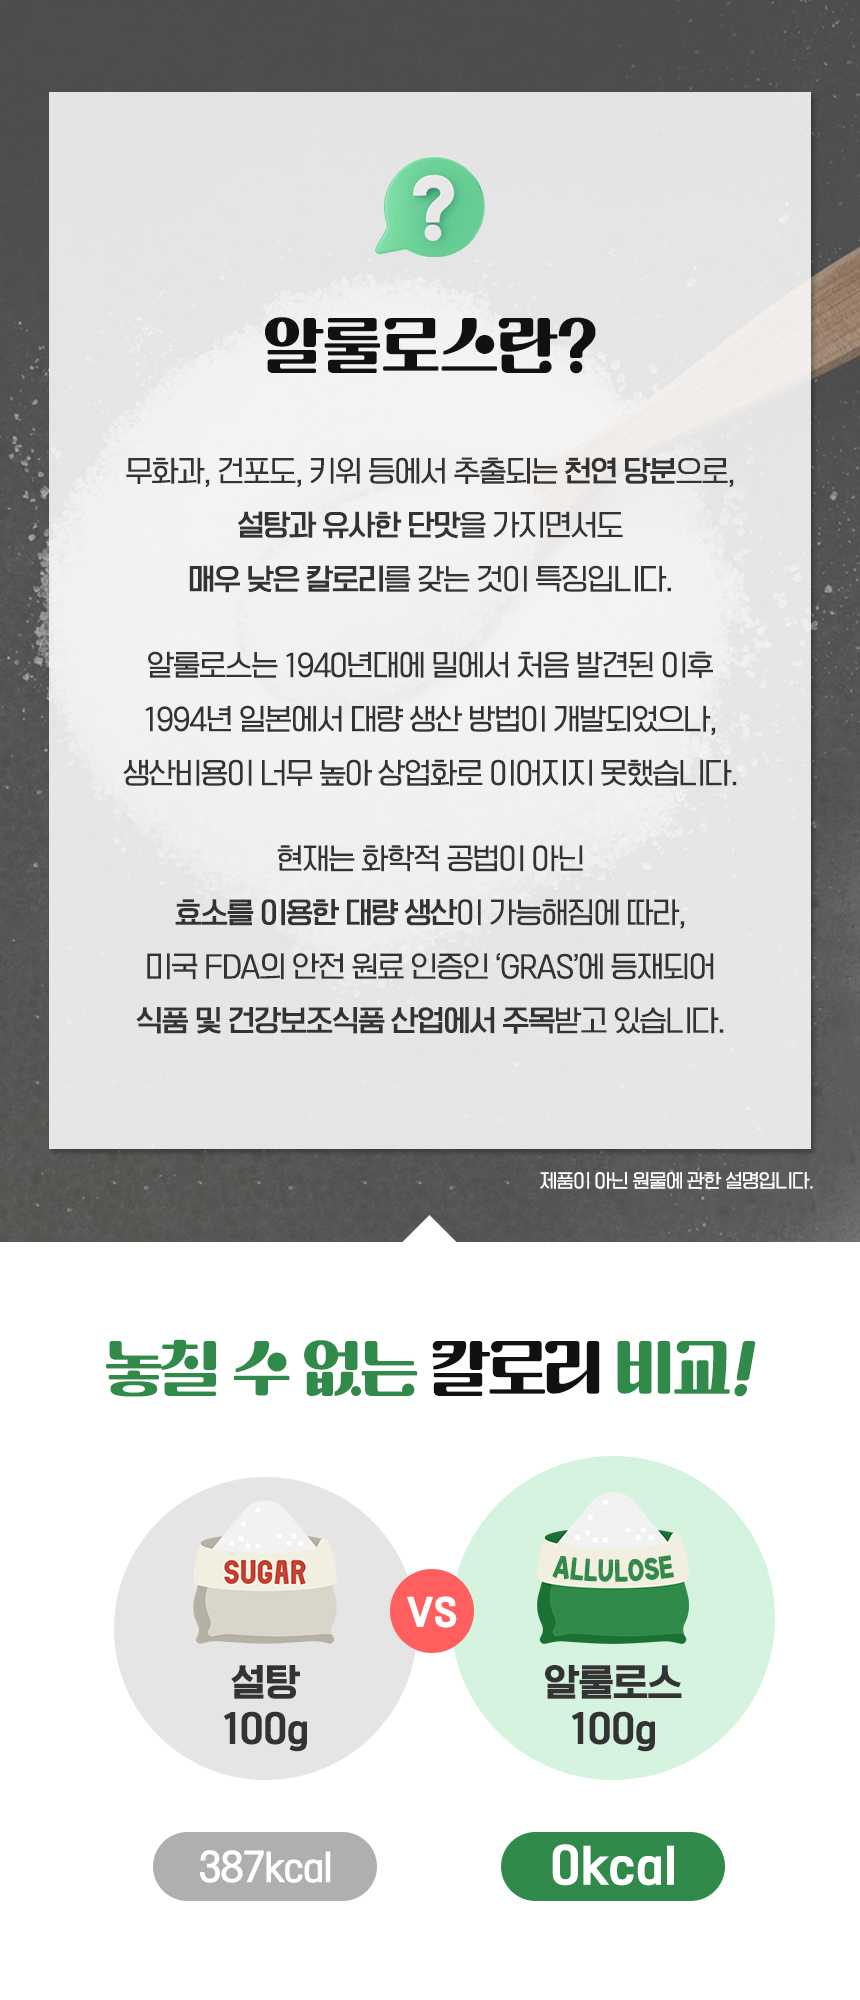 ?
알룰로스란?
무화과, 건포도, 키위 등에서 추출되는 천연 당분으로,
설탕과 유사한 단맛을 가지면서도
매우 낮은 칼로리를 갖는 것이 특징입니다.
알룰로스는 1940년대에 밀에서 처음 발견된 이후
1994년 일본에서 대량 생산 방법이 개발되었으나,
생산비용이 너무 높아 상업화로 이어지지 못했습니다.
현재는 화학적 공법이 아닌
효소를 이용한 대량 생산이 가능해짐에 따라,
미국 FDA의 안전 원료 인증인 ‘GRAS’에 등재되어
식품 및 건강보조식품 산업에서 주목받고 있습니다.
제품이 아닌 원물에 관한 설명입니다.
놓칠 수 없는 칼로리 비교!
SUGAR
설탕
100g
VS
ALLULOSE
알룰로스
100g
387kcal
0kcal